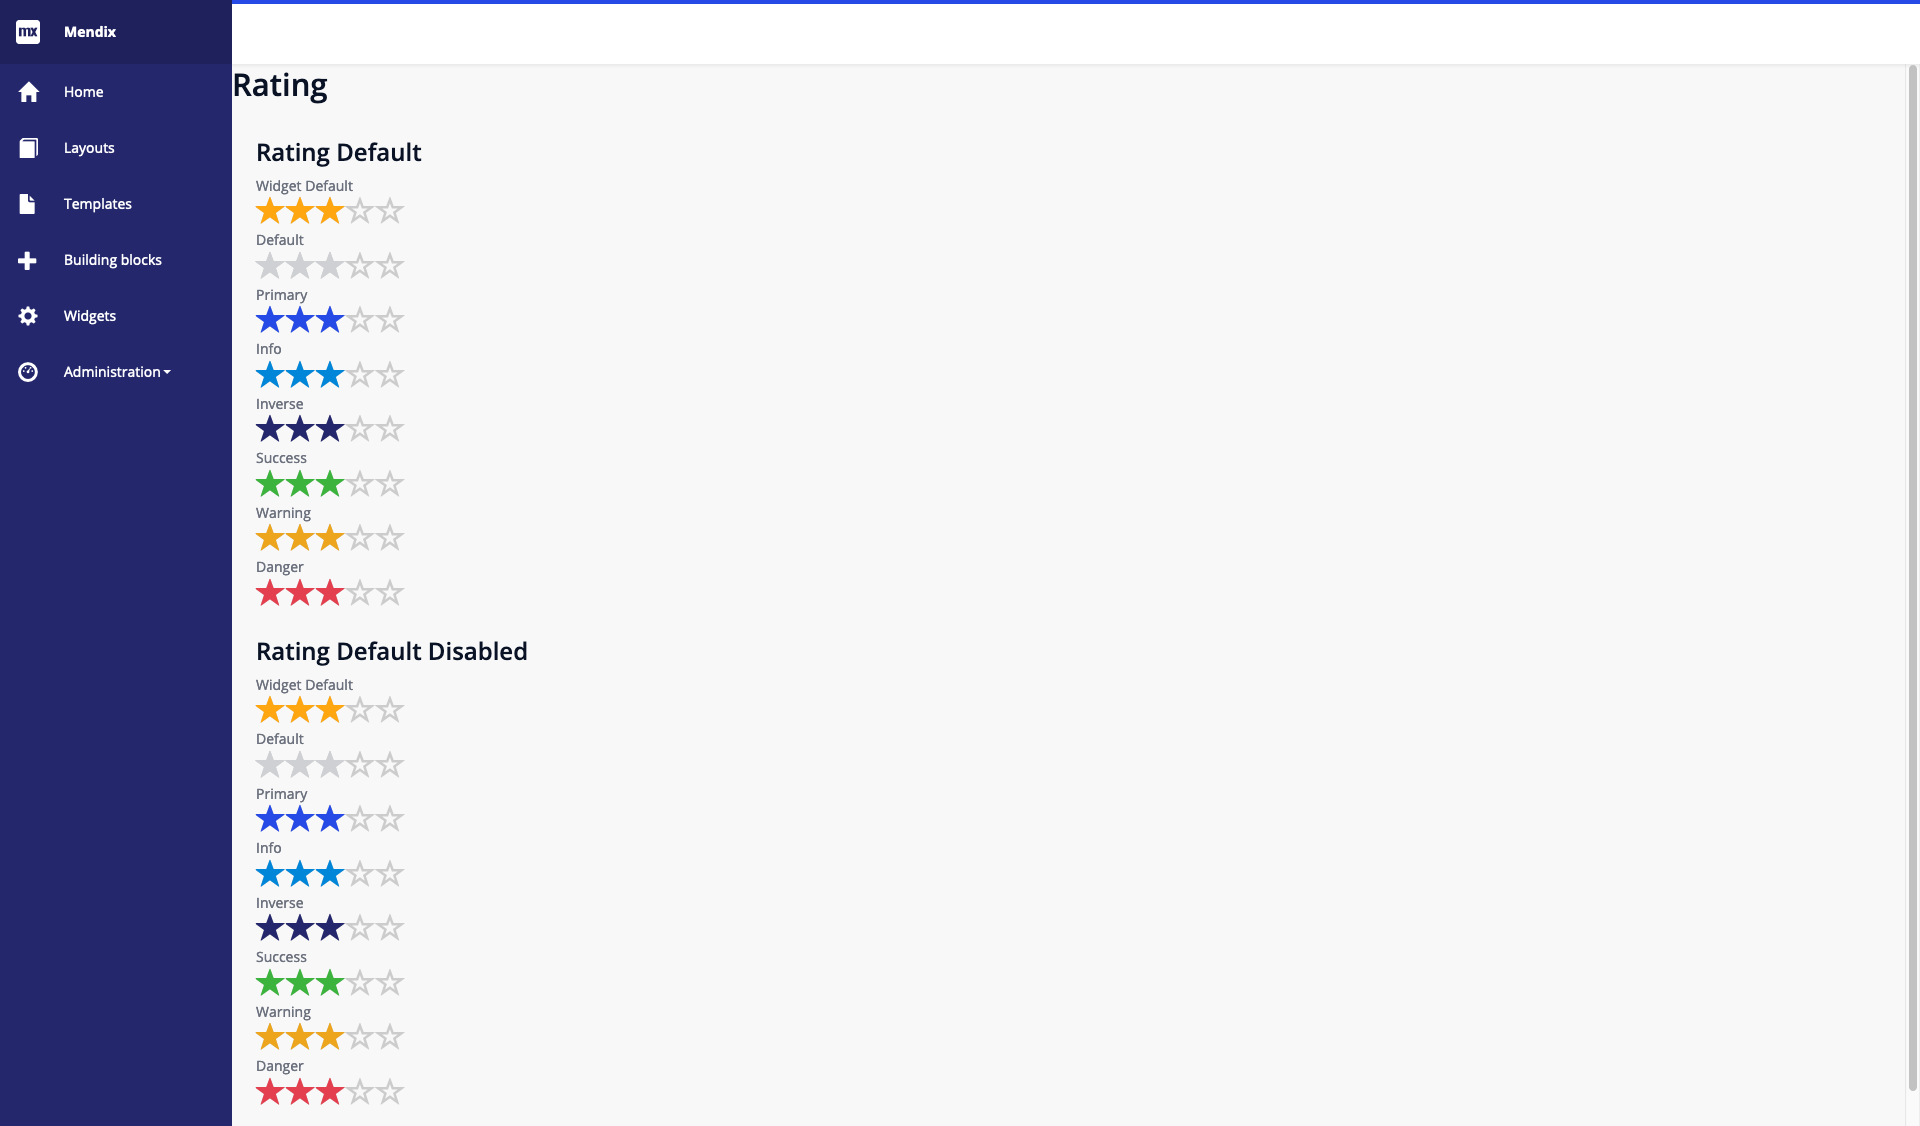 mx Mendix
Home
Layouts
Templates
Building blocks
Widgets
Administration
Rating
Rating Default
Widget Default
Default
Primary
Info
Inverse
Success
Warning
Danger
Rating Default Disabled
Widget Default
Default
Primary
Info
Inverse
Success
Warning
Danger